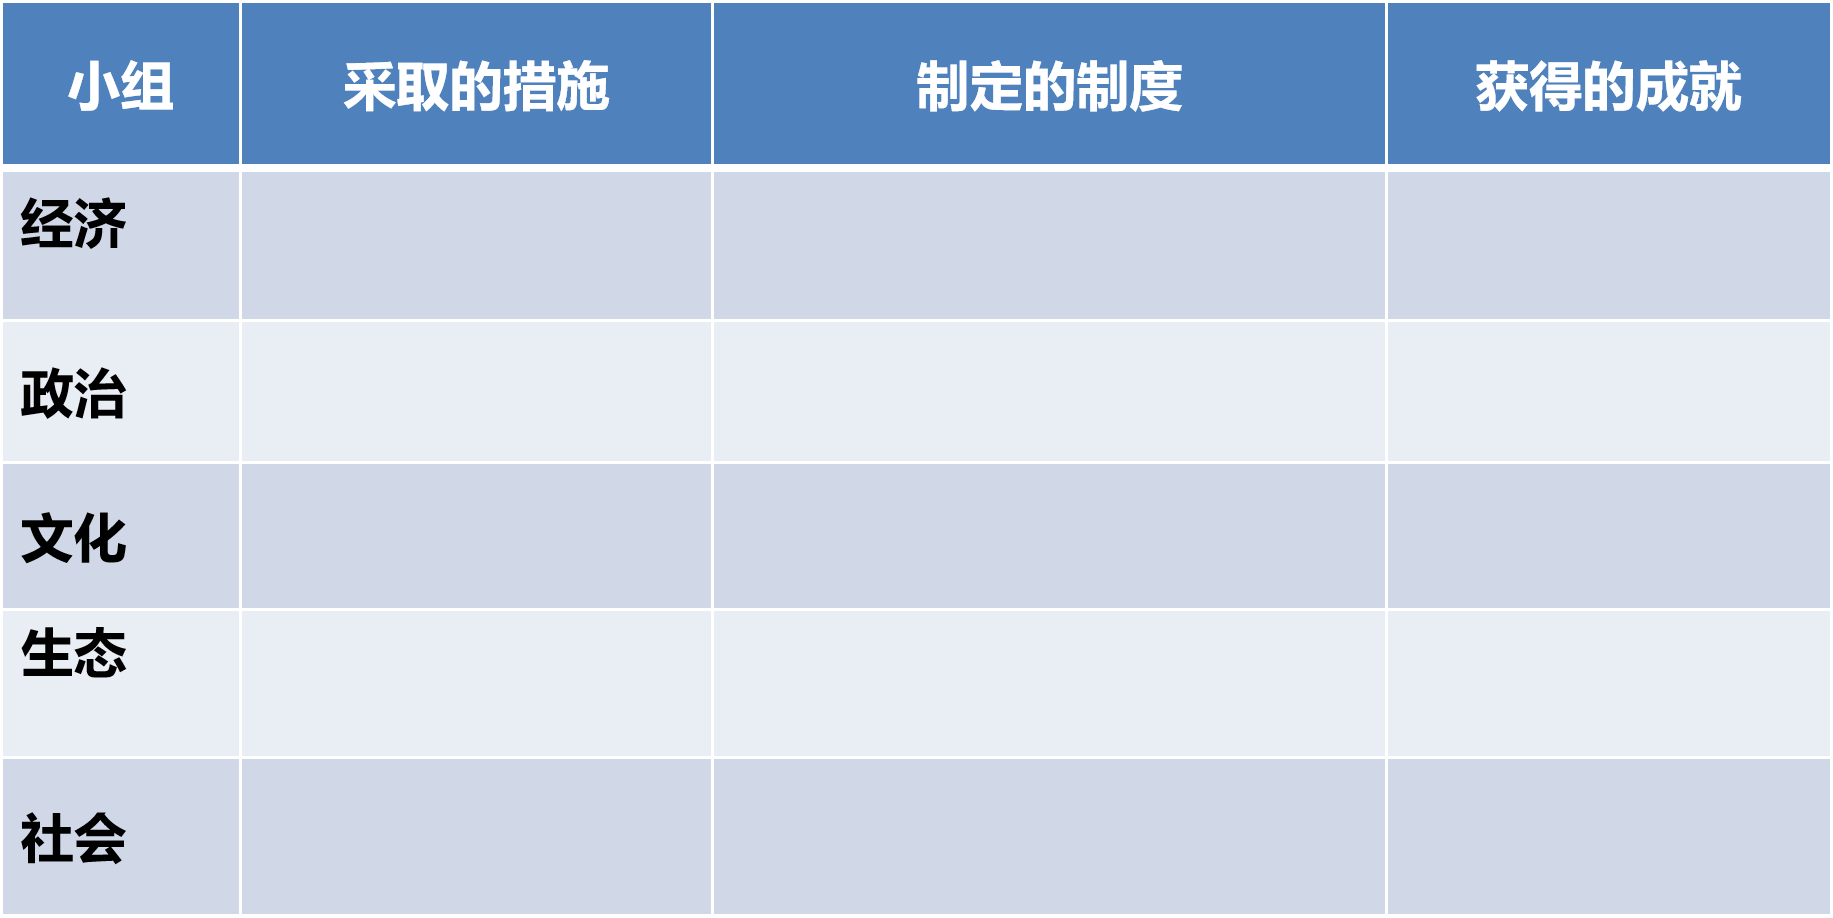 小组 采取的措施 制定的制度 获得的成就
经济
政治
文化
生态
社会